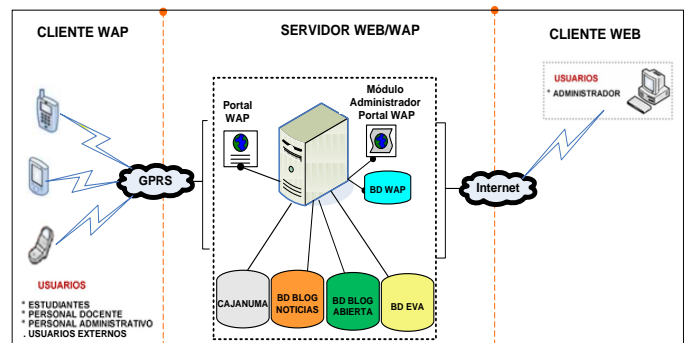 CLIENTE WAP
SERVIDOR WEB/WAP
CLIENTE WEB
USUARIOS
* ADMINISTRADOR
Portal
WAP
Módulo
Administrador
Portal WAP
GPRS
BD WAP
Internet
USUARIOS
* ESTUDIANTES
* PERSONAL DOCENTE
* PERSONAL ADMINISTRATIVO
. USUARIOS EXTERNOS
CAJANUMA
BD BLOG
NOTICIAS
BD BLOG
ABIERTA
BD EVA